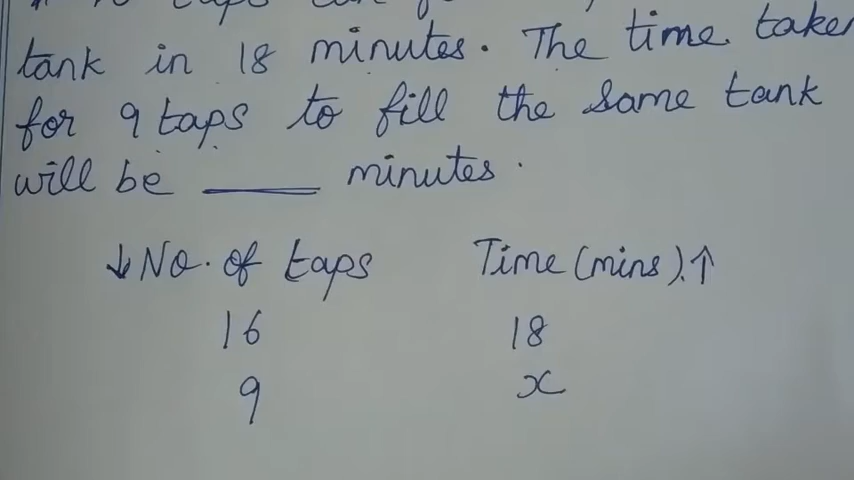 taps
tank in 18 minutes. The time taken
for 9 taps to fill the same tank
will be ______ minutes.
↓ No. of taps Time (mins) ↑
16 18
9 x